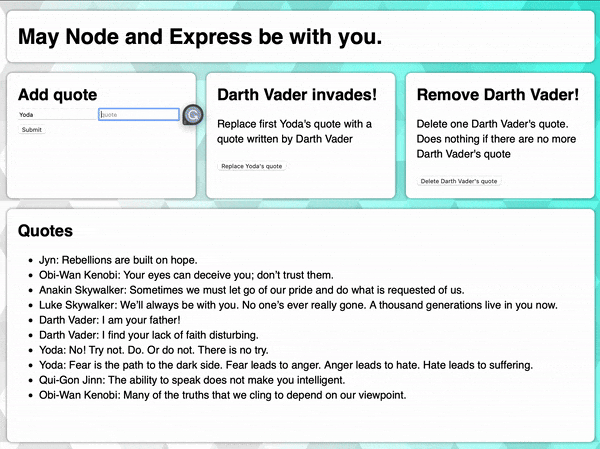 May Node and Express be with you.
Add quote
Yoda
quote
Submit
Darth Vader invades!
Replace first Yoda's quote with a
quote written by Darth Vader
Replace Yoda's quote
Remove Darth Vader!
Delete one Darth Vader's quote.
Does nothing if there are no more
Darth Vader's quote
Delete Darth Vader's quote
Quotes
Jyn: Rebellions are built on hope.
Obi-Wan Kenobi: Your eyes can deceive you; don't trust them.
Anakin Skywalker: Sometimes we must let go of our pride and do what is requested of us.
Luke Skywalker: We'll always be with you. No one's ever really gone. A thousand generations live in you now.
Darth Vader: I am your father!
Darth Vader: I find your lack of faith disturbing.
Yoda: No! Try not. Do. Or do not. There is no try.
Yoda: Fear is the path to the dark side. Fear leads to anger. Anger leads to hate. Hate leads to suffering.
Qui-Gon Jinn: The ability to speak does not make you intelligent.
Obi-Wan Kenobi: Many of the truths that we cling to depend on our viewpoint.